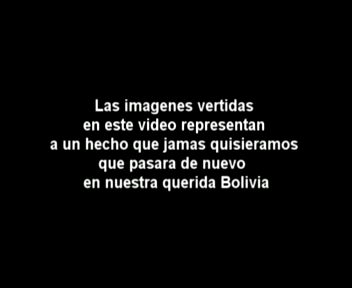 Las imagenes vertidas
en este video representan
a un hecho que jamas quisieramos
que pasara de nuevo
en nuestra querida Bolivia